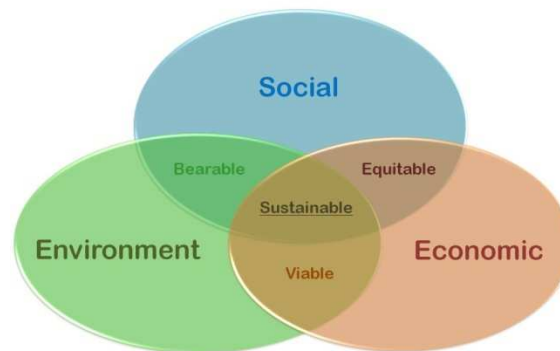 Social
Bearable
Equitable
Sustainable
Environment
Economic
Viable